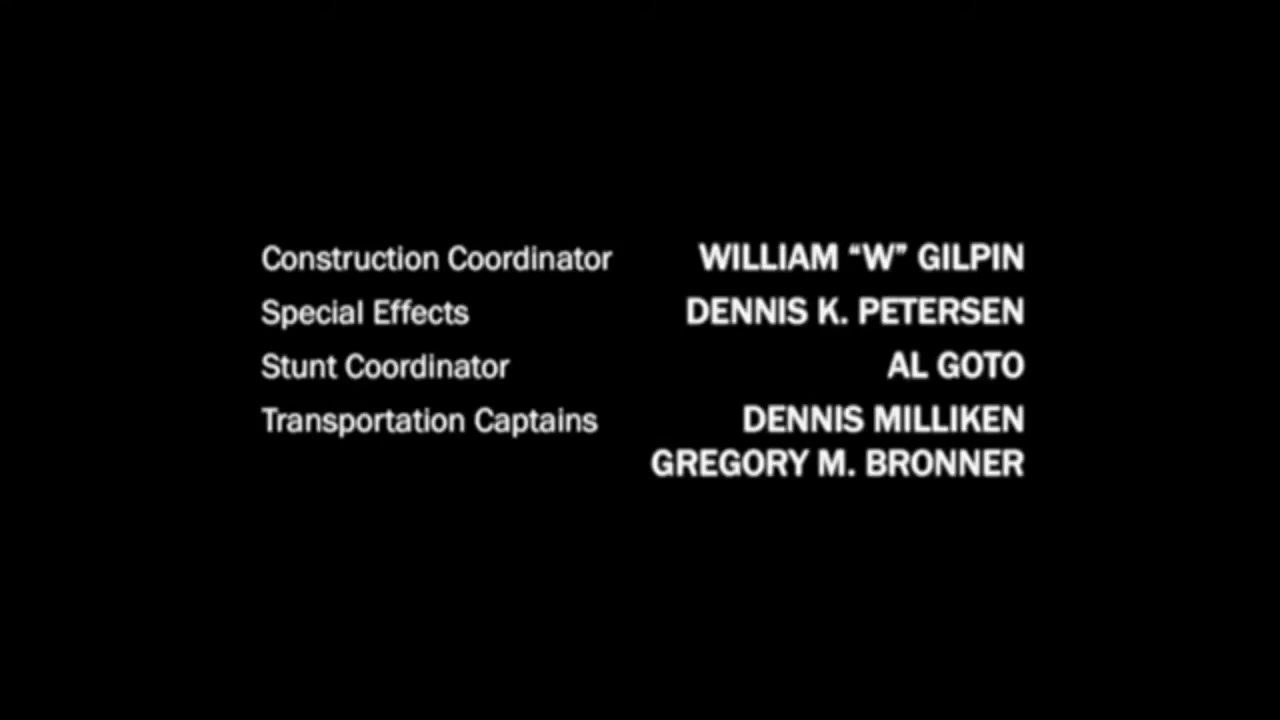 Construction Coordinator WILLIAM “W” GILPIN
Special Effects DENNIS K. PETERSEN
Stunt Coordinator AL GOTO
Transportation Captains DENNIS MILLIKEN
GREGORY M. BRONNER